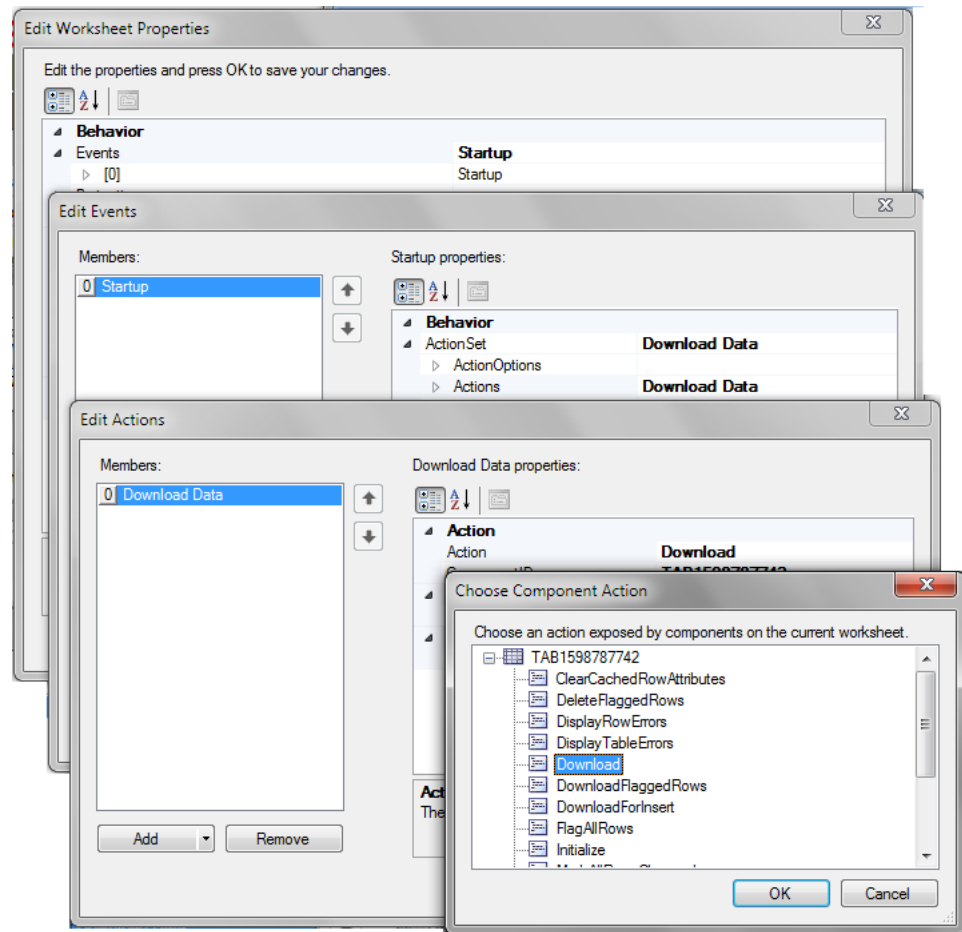 Edit Worksheet Properties
Edit the properties and press OK to save your changes.
Behavior
Events Startup
[0] Startup
Edit Events
Members: Startup properties:
0 Startup
Behavior
ActionSet Download Data
ActionOptions
Actions Download Data
Edit Actions
Members: Download Data properties:
0 Download Data
Action
Action Download
TAB1598787742
Choose Component Action
Choose an action exposed by components on the current worksheet.
TAB1598787742
ClearCachedRowAttributes
DeleteFlaggedRows
DisplayRowErrors
DisplayTableErrors
Download
DownloadFlaggedRows
DownloadForInsert
FlagAllRows
Initialize
Act
The
Add Remove
OK Cancel